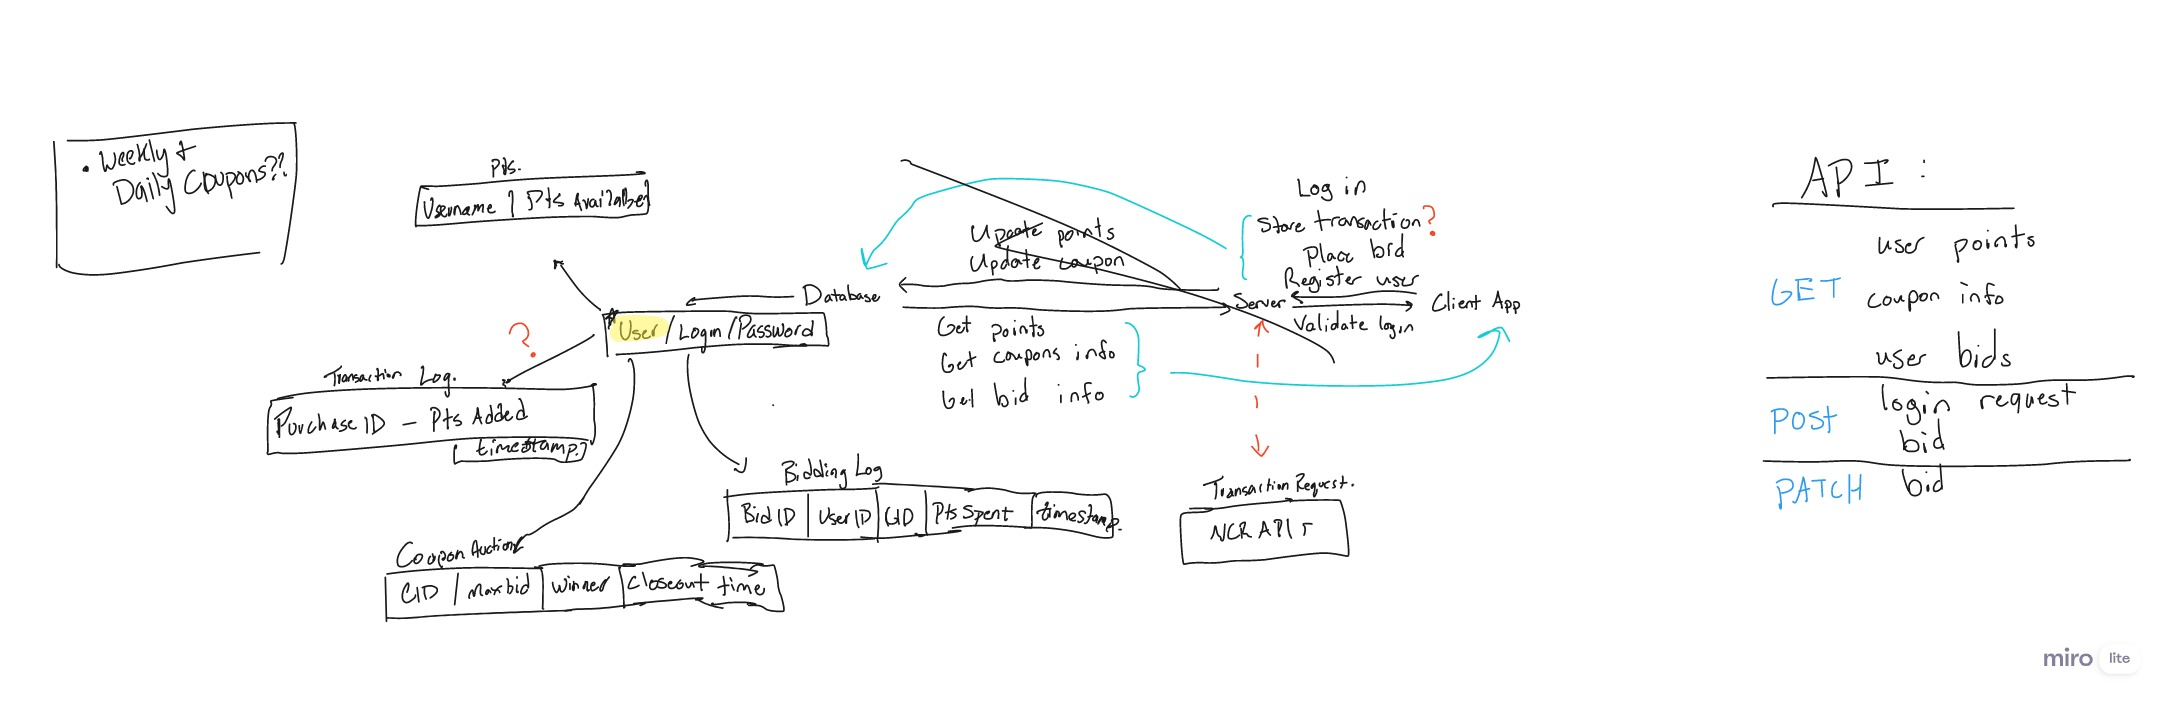 • Weekly +
Daily Coupons??
Pts.
Username | Pts Available
Update points
Update coupon
Log in
Store transaction?
Place bid
Register user
Database
Server
Client App
Validate login
Get points
Get coupons info
Get bid info
User / Login / Password
?
Transaction Log.
Purchase ID - Pts Added
timestamp.
Bidding Log
Bid ID | User ID | CID | Pts Spent | timestamp.
Coupon Auction
CID | Max bid | Winner | Closeout time
Transaction Request.
NCR API
API :
GET
user points
coupon info
user bids
POST
login request
bid
PATCH
bid
miro lite